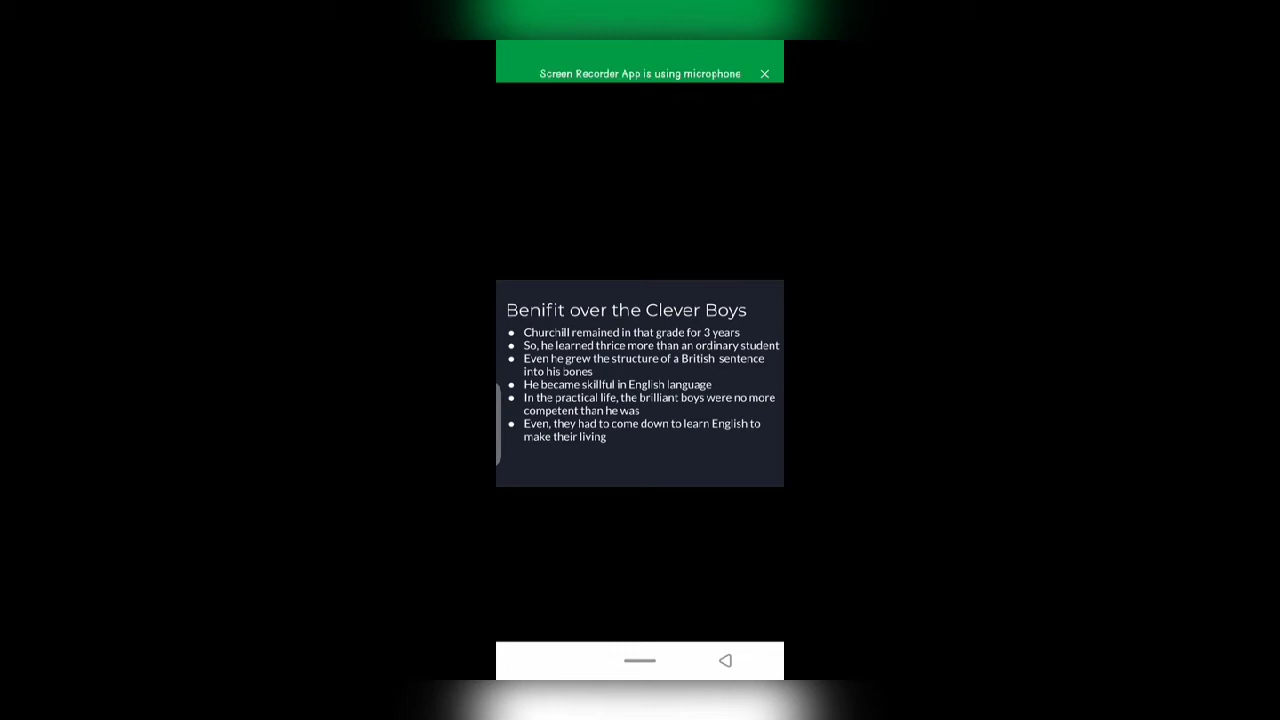 Screen Recorder App is using microphone
Benifit over the Clever Boys
● Churchill remained in that grade for 3 years
● So, he learned thrice more than an ordinary student
● Even he grew the structure of a British sentence
into his bones
● He became skillful in English language
● In the practical life, the brilliant boys were no more
competent than he was
● Even, they had to come down to learn English to
make their living